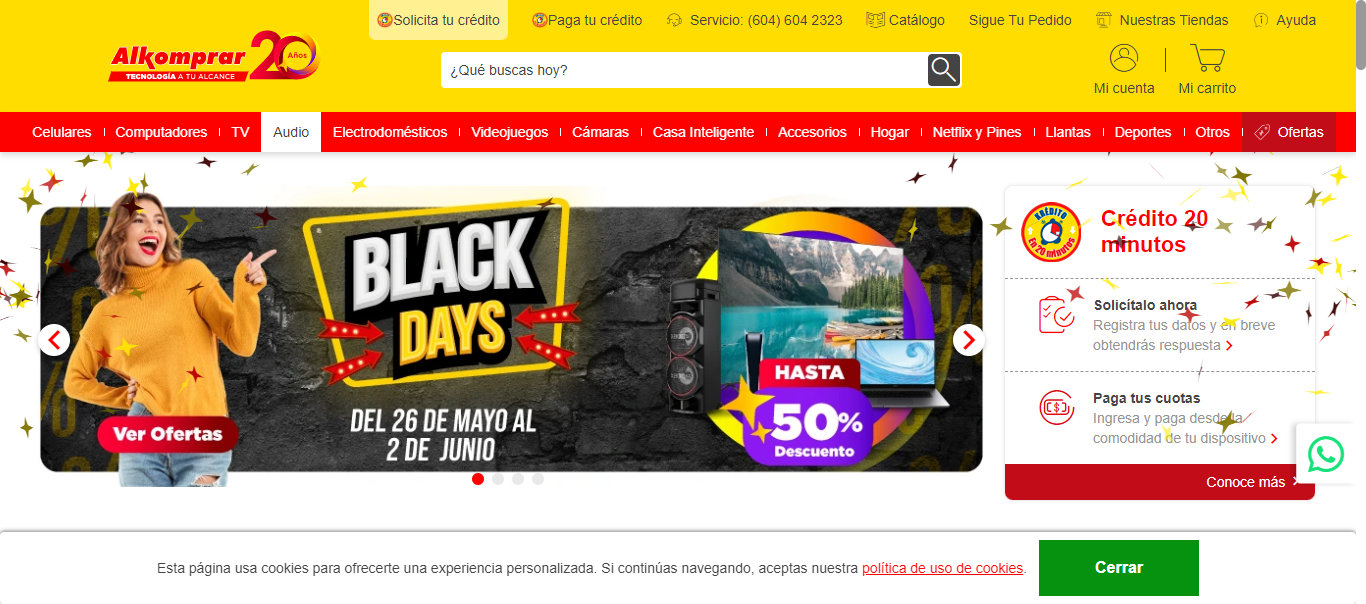 Solicita tu crédito
Paga tu crédito
Servicio: (604) 604 2323
Catálogo
Sigue Tu Pedido
Nuestras Tiendas
Ayuda
Alkomprar 20 Años
TECNOLOGÍA A TU ALCANCE
¿Qué buscas hoy?
Mi cuenta
Mi carrito
Celulares
Computadores
TV
Audio
Electrodomésticos
Videojuegos
Cámaras
Casa Inteligente
Accesorios
Hogar
Netflix y Pines
Llantas
Deportes
Otros
Ofertas
BLACK
DAYS
DEL 26 DE MAYO AL
2 DE JUNIO
Ver Ofertas
HASTA
50%
Descuento
KRÉDITO
En 20 minutos
Crédito 20
minutos
Solicítalo ahora
Registra tus datos y en breve
obtendrás respuesta
Paga tus cuotas
Ingresa y paga desde la
comodidad de tu dispositivo
Conoce más
Esta página usa cookies para ofrecerte una experiencia personalizada. Si continúas navegando, aceptas nuestra política de uso de cookies.
Cerrar